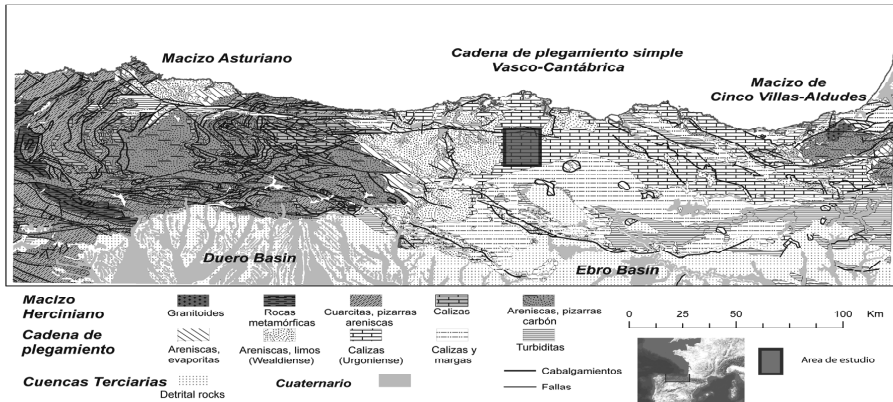 Macizo Asturiano
Cadena de plegamiento simple
Vasco-Cantábrica
Macizo de
Cinco Villas-Aldudes
Duero Basin
Ebro Basin
Macizo
Herciniano
Granitoides
Rocas
metamórficas
Cuarcitas, pizarras
areniscas
Calizas
Areniscas, pizarras
carbón
0 25 50 100 Km
Cadena de
plegamiento
Areniscas,
evaporitas
Areniscas, limos
(Wealdiense)
Calizas
(Urgoniense)
Calizas y
margas
Turbiditas
Cabalgamientos
Fallas
Area de estudio
Cuencas Terciarias
Detrital rocks
Cuaternario